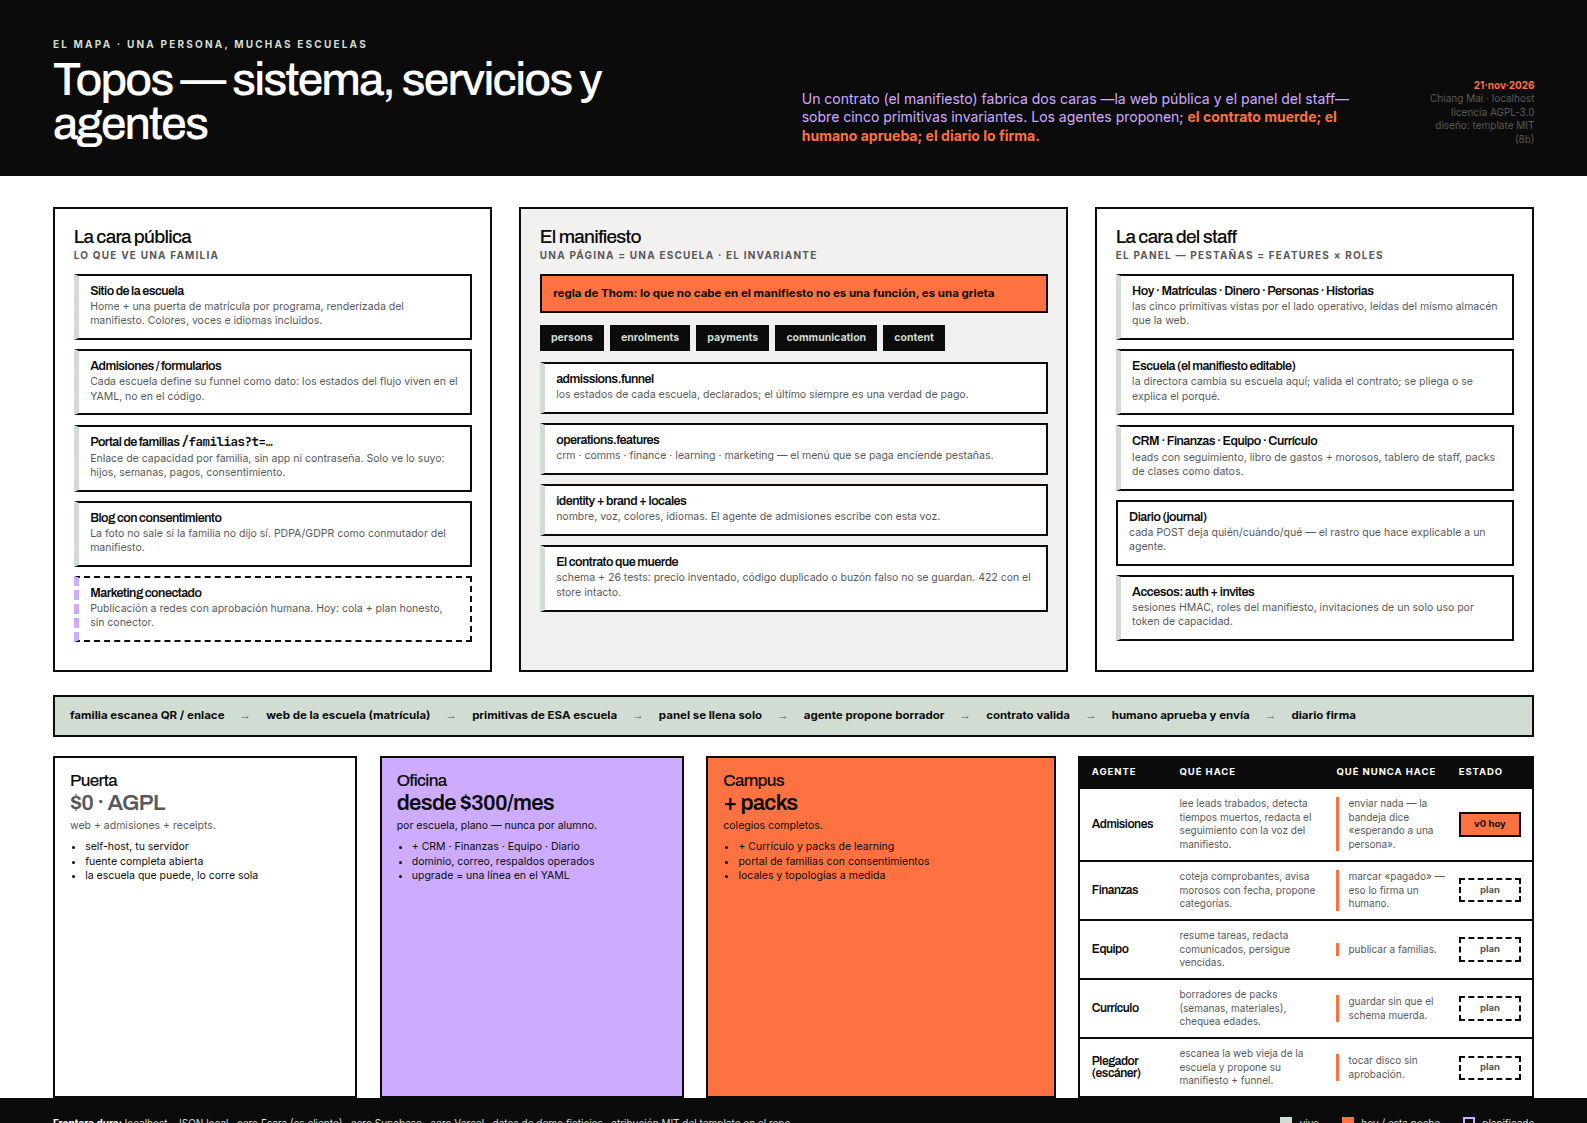 EL MAPA · UNA PERSONA, MUCHAS ESCUELAS
Topos — sistema, servicios y
agentes
Un contrato (el manifiesto) fabrica dos caras —la web pública y el panel del staff—
sobre cinco primitivas invariantes. Los agentes proponen; el contrato muerde; el
humano aprueba; el diario lo firma.
21·nov·2026
Chiang Mai · localhost
licencia AGPL-3.0
diseño: template MIT
(8b)
La cara pública
LO QUE VE UNA FAMILIA
Sitio de la escuela
Home + una puerta de matrícula por programa, renderizada del
manifiesto. Colores, voces e idiomas incluidos.
Admisiones / formularios
Cada escuela define su funnel como dato: los estados del flujo viven en el
YAML, no en el código.
Portal de familias /familias?t=…
Enlace de capacidad por familia, sin app ni contraseña. Solo ve lo suyo:
hijos, semanas, pagos, consentimiento.
Blog con consentimiento
La foto no sale si la familia no dijo sí. PDPA/GDPR como conmutador del
manifiesto.
Marketing conectado
Publicación a redes con aprobación humana. Hoy: cola + plan honesto,
sin conector.
El manifiesto
UNA PÁGINA = UNA ESCUELA · EL INVARIANTE
regla de Thom: lo que no cabe en el manifiesto no es una función, es una grieta
persons enrolments payments communication content
admissions.funnel
los estados de cada escuela, declarados; el último siempre es una verdad de pago.
operations.features
crm · comms · finance · learning · marketing — el menú que se paga enciende pestañas.
identity + brand + locales
nombre, voz, colores, idiomas. El agente de admisiones escribe con esta voz.
El contrato que muerde
schema + 26 tests: precio inventado, código duplicado o buzón falso no se guardan. 422 con el
store intacto.
La cara del staff
EL PANEL — PESTAÑAS = FEATURES × ROLES
Hoy · Matrículas · Dinero · Personas · Historias
las cinco primitivas vistas por el lado operativo, leídas del mismo almacén
que la web.
Escuela (el manifiesto editable)
la directora cambia su escuela aquí; valida el contrato; se pliega o se
explica el porqué.
CRM · Finanzas · Equipo · Currículo
leads con seguimiento, libro de gastos + morosos, tablero de staff, packs
de clases como datos.
Diario (journal)
cada POST deja quién/cuándo/qué — el rastro que hace explicable a un
agente.
Accesos: auth + invites
sesiones HMAC, roles del manifiesto, invitaciones de un solo uso por
token de capacidad.
familia escanea QR / enlace → web de la escuela (matrícula) → primitivas de ESA escuela → panel se llena solo → agente propone borrador → contrato valida → humano aprueba y envía → diario firma
Puerta
$0 · AGPL
web + admisiones + receipts.
• self-host, tu servidor
• fuente completa abierta
• la escuela que puede, lo corre sola
Oficina
desde $300/mes
por escuela, plano — nunca por alumno.
• + CRM · Finanzas · Equipo · Diario
• dominio, correo, respaldos operados
• upgrade = una línea en el YAML
Campus
+ packs
colegios completos.
• + Currículo y packs de learning
• portal de familias con consentimientos
• locales y topologías a medida
AGENTE QUÉ HACE QUÉ NUNCA HACE ESTADO
Admisiones
lee leads trabados, detecta
tiempos muertos, redacta el
seguimiento con la voz del
manifiesto.
enviar nada — la
bandeja dice
«esperando a una
persona».
v0 hoy
Finanzas
coteja comprobantes, avisa
morosos con fecha, propone
categorías.
marcar «pagado» —
eso lo firma un
humano.
plan
Equipo
resume tareas, redacta
comunicados, persigue
vencidas.
publicar a familias.
plan
Currículo
borradores de packs
(semanas, materiales),
chequea edades.
guardar sin que el
schema muerda.
plan
Plegador
(escáner)
escanea la web vieja de la
escuela y propone su
manifiesto + funnel.
tocar disco sin
aprobación.
plan